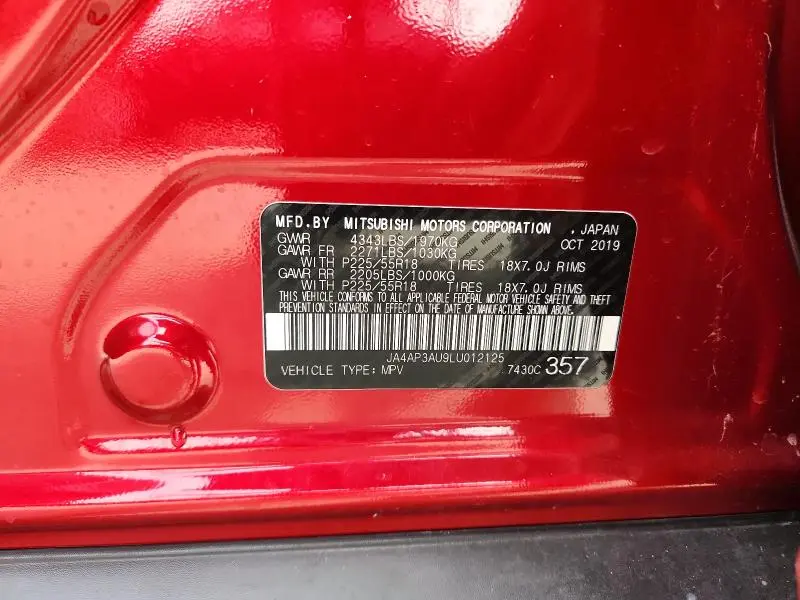 MFD.BY MITSUBISHI MOTORS CORPORATION , JAPAN
GVWR 4343LBS/1970KG OCT 2019
GAWR FR 2271LBS/1030KG
WITH P225/55R18 TIRES 18X7.0J RIMS
GAWR RR 2205LBS/1000KG
WITH P225/55R18 TIRES 18X7.0J RIMS
THIS VEHICLE CONFORMS TO ALL APPLICABLE FEDERAL MOTOR VEHICLE SAFETY AND THEFT
PREVENTION STANDARDS IN EFFECT ON THE DATE OF MANUFACTURE SHOWN ABOVE.
JA4AP3AU9LU012125
VEHICLE TYPE: MPV 7430C 357